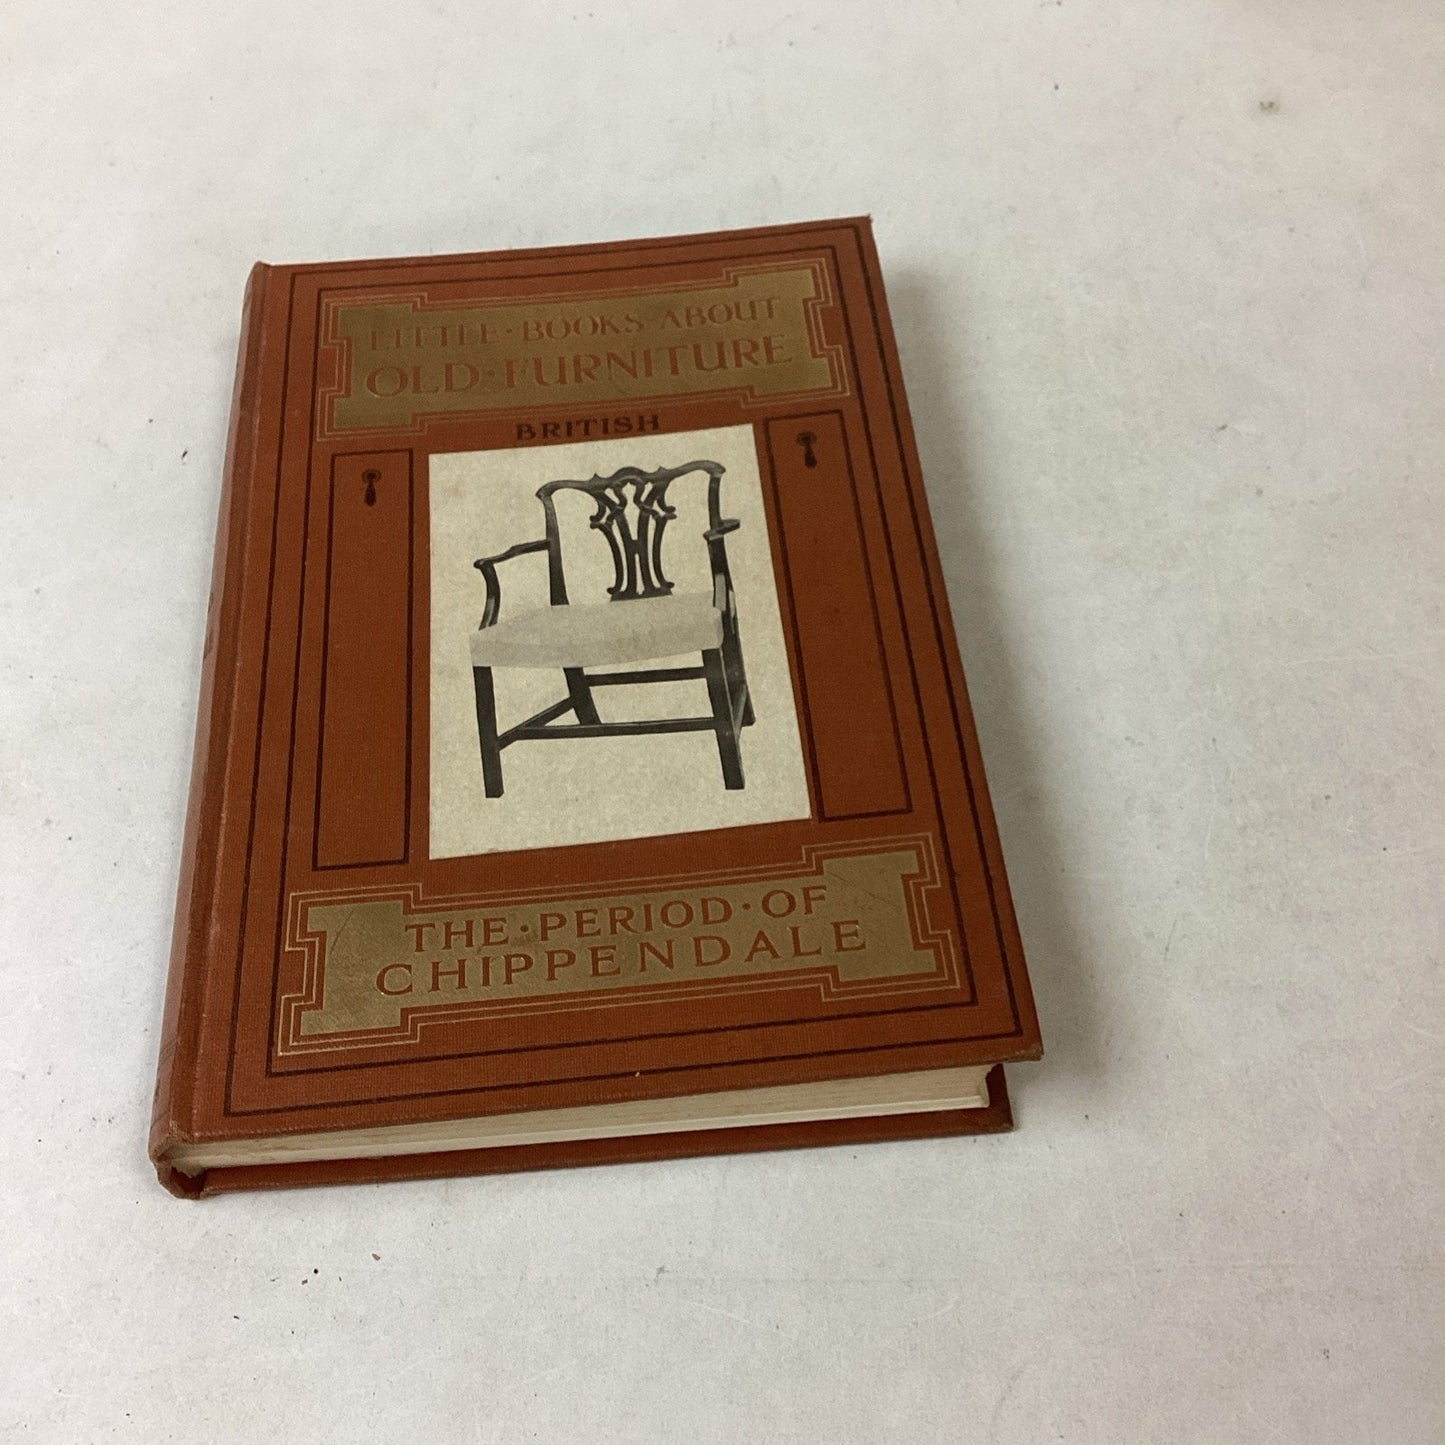 LITTLE·BOOKS ABOUT
OLD·FURNITURE
BRITISH
THE·PERIOD·OF
CHIPPENDALE